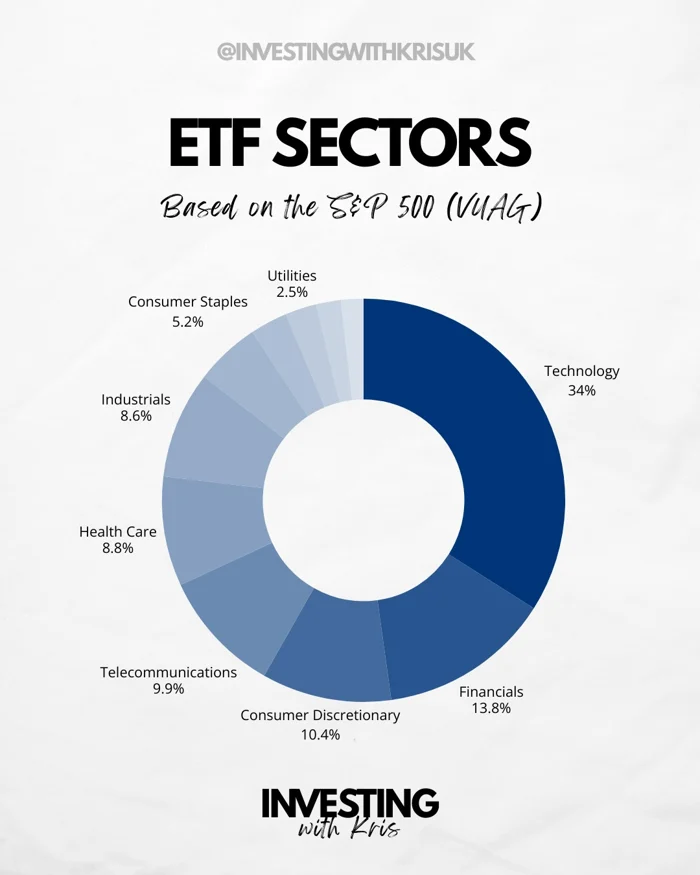 @INVESTINGWITHKRISUK
ETF SECTORS
Based on the S&P 500 (VUAG)
Utilities
2.5%
Consumer Staples
5.2%
Technology
34%
Industrials
8.6%
Health Care
8.8%
Telecommunications
9.9%
Financials
13.8%
Consumer Discretionary
10.4%
INVESTING
with Kris